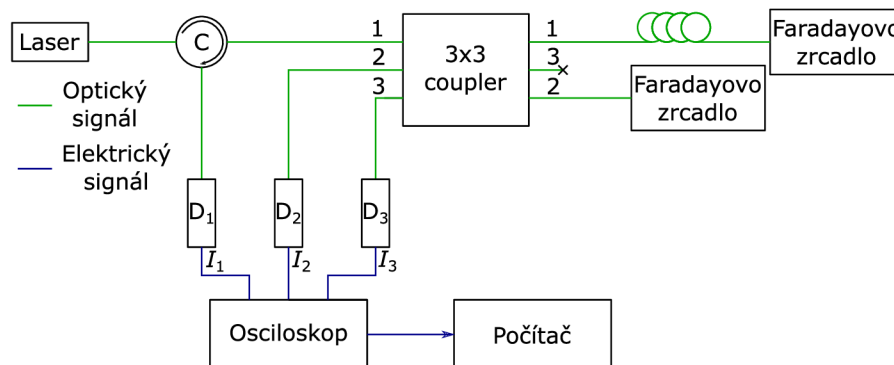 Laser
C
1
2
3
3x3
coupler
1
3
2
Faradayovo
zrcadlo
Faradayovo
zrcadlo
Optický
signál
Elektrický
signál
D₁
D₂
D₃
I₁
I₂
I₃
Osciloskop
Počítač